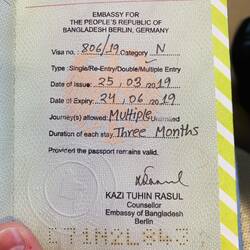 EMBASSY FOR
THE PEOPLE'S REPUBLIC OF
BANGLADESH BERLIN, GERMANY
Visa no. 806/19 Category N
Type :Single/Re-Entry/Double/Multiple Entry
Date of Issue: 25 03 2019
Date of Expiry: 24 06 2019
Journey(s) allowed: Multiple
Duration of each stay: Three Months
Provided the passport remains valid.
KAZI TUHIN RASUL
Counsellor
Embassy of Bangladesh
Berlin